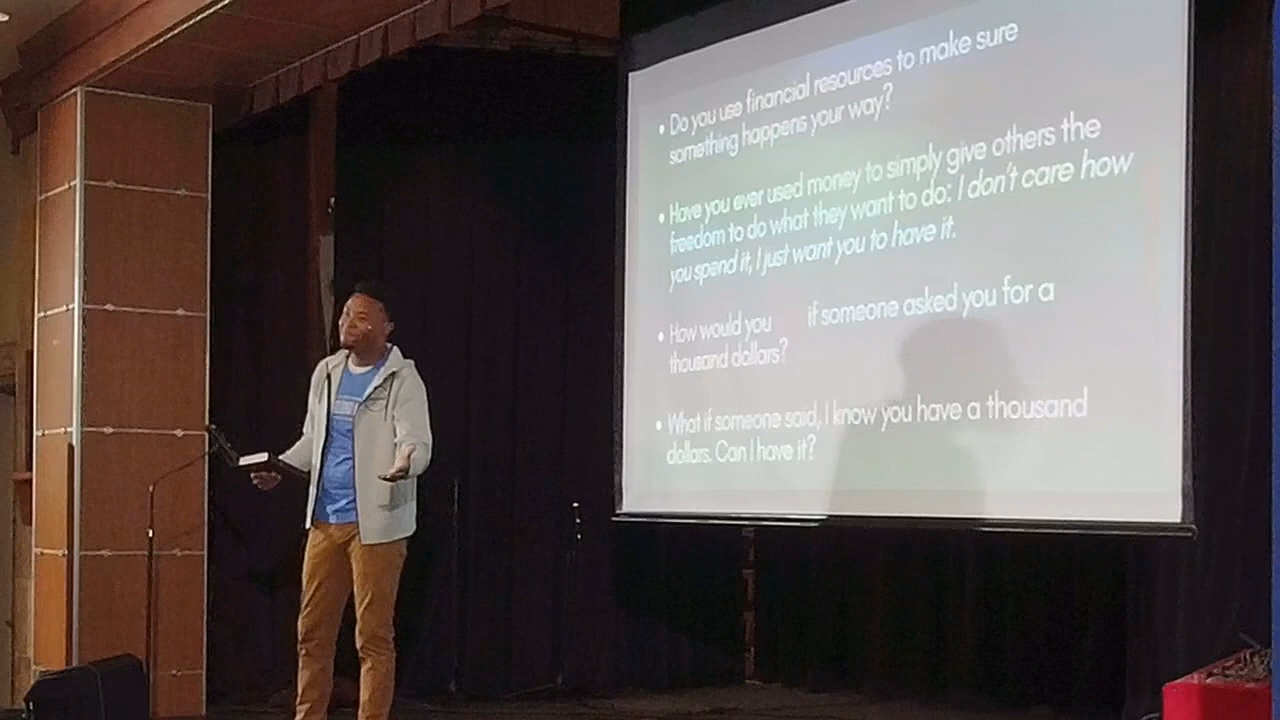 • Do you use financial resources to make sure
something happens your way?
• Have you ever used money to simply give others the
freedom to do what they want to do: I don't care how
you spend it, I just want you to have it.
• How would you if someone asked you for a
thousand dollars?
• What if someone said, I know you have a thousand
dollars. Can I have it?